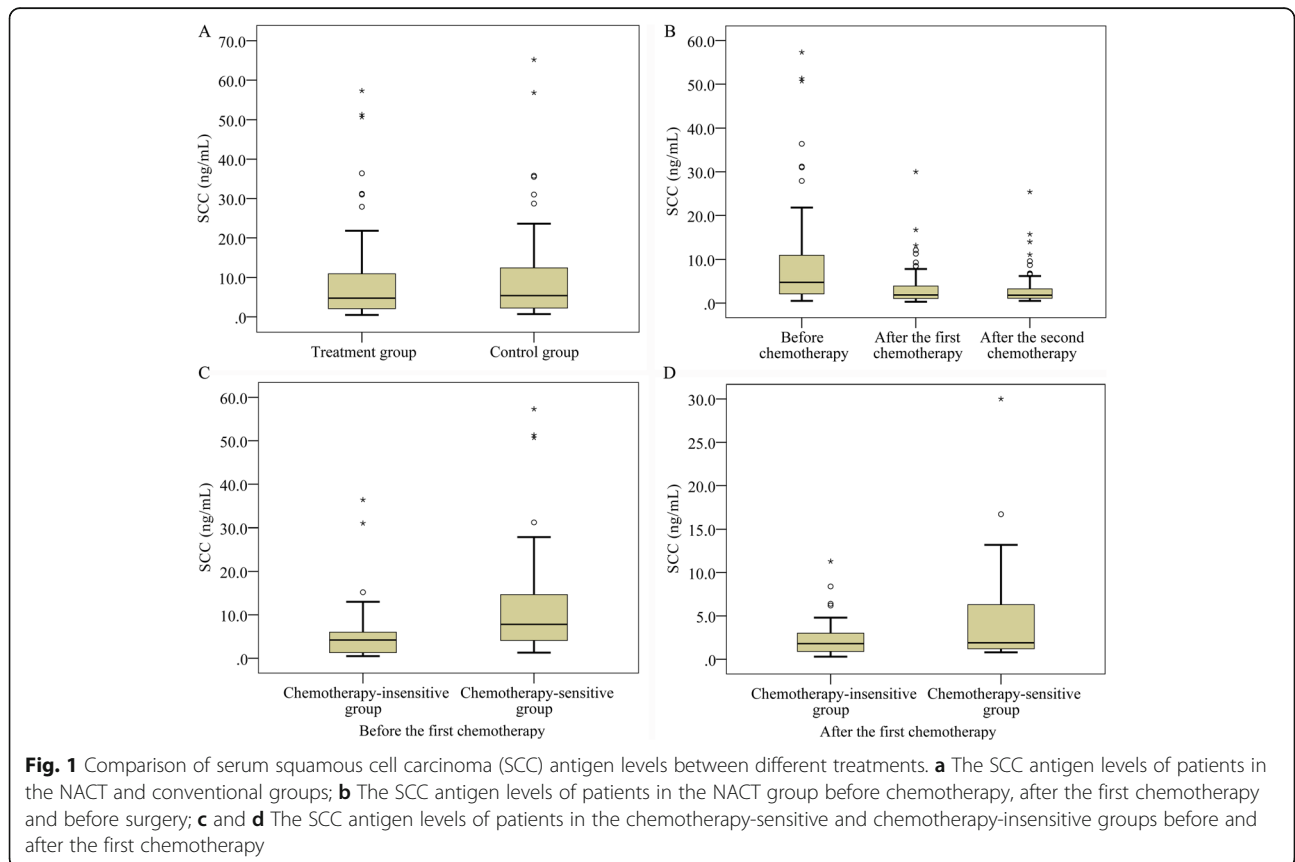 A
70.0
60.0
50.0
40.0
30.0
20.0
10.0
.0
SCC (ng/mL)
Treatment group
Control group
B
60.0
50.0
40.0
30.0
20.0
10.0
.0
SCC (ng/mL)
Before
chemotherapy
After the first
chemotherapy
After the second
chemotherapy
C
60.0
50.0
40.0
30.0
20.0
10.0
.0
SCC (ng/mL)
Chemotherapy-insensitive
group
Chemotherapy-sensitive
group
Before the first chemotherapy
D
30.0
25.0
20.0
15.0
10.0
5.0
.0
SCC (ng/mL)
Chemotherapy-insensitive
group
Chemotherapy-sensitive
group
After the first chemotherapy
Fig. 1 Comparison of serum squamous cell carcinoma (SCC) antigen levels between different treatments. a The SCC antigen levels of patients in
the NACT and conventional groups; b The SCC antigen levels of patients in the NACT group before chemotherapy, after the first chemotherapy
and before surgery; c and d The SCC antigen levels of patients in the chemotherapy-sensitive and chemotherapy-insensitive groups before and
after the first chemotherapy